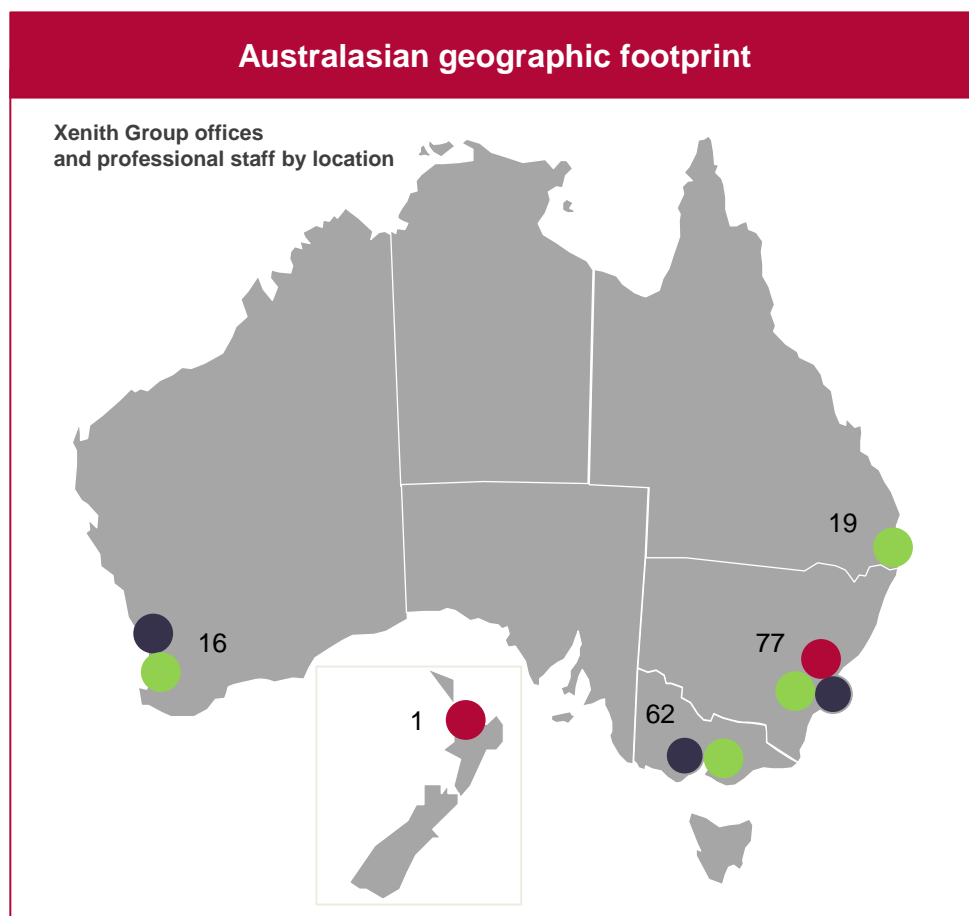 Australasian geographic footprint
Xenith Group offices
and professional staff by location
19
77
16
62
1